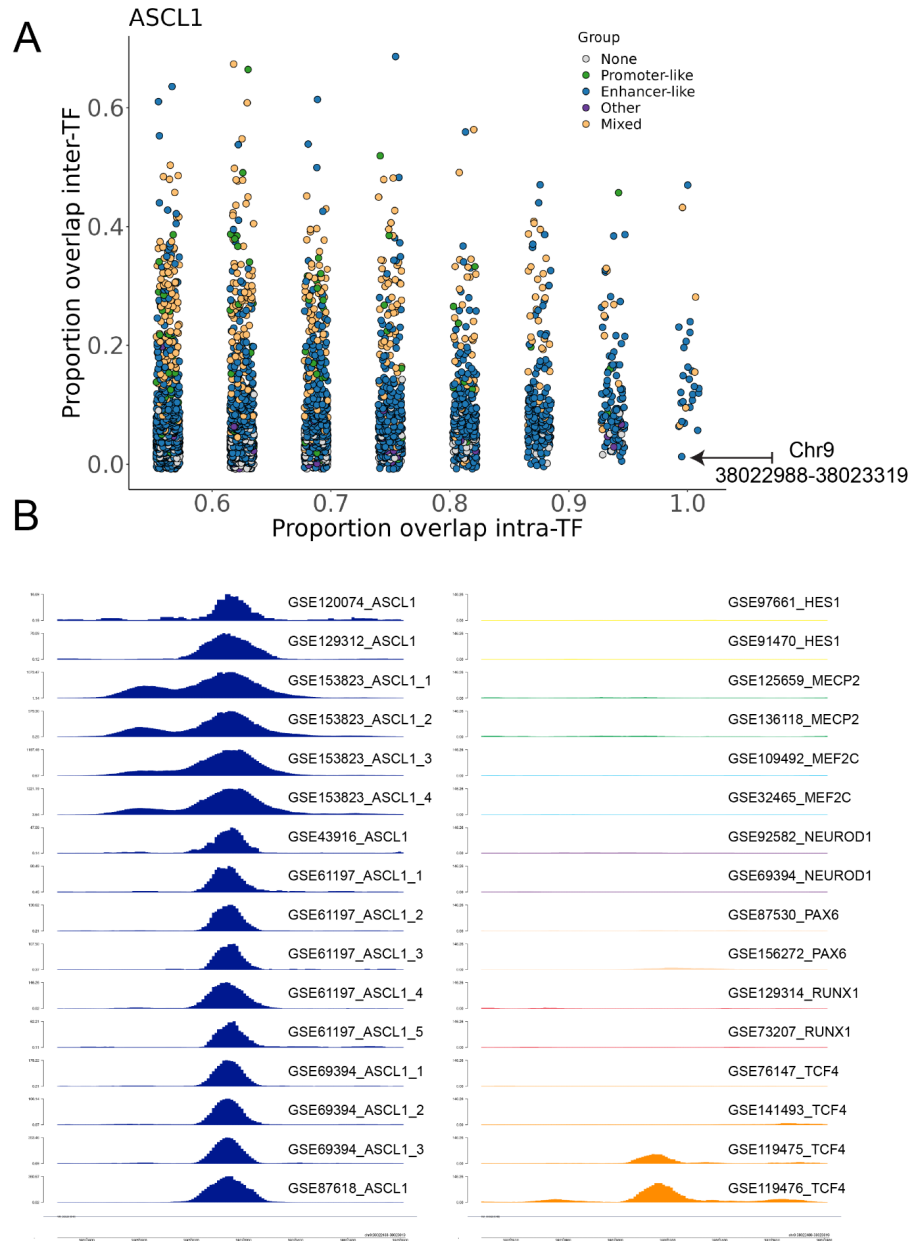 A
ASCL1
Group
None
Promoter-like
Enhancer-like
Other
Mixed
Proportion overlap inter-TF
0.6
0.4
0.2
0.0
Chr9
38022988-38023319
0.6 0.7 0.8 0.9 1.0
Proportion overlap intra-TF
B
GSE120074_ASCL1
GSE129312_ASCL1
GSE153823_ASCL1_1
GSE153823_ASCL1_2
GSE153823_ASCL1_3
GSE153823_ASCL1_4
GSE43916_ASCL1
GSE61197_ASCL1_1
GSE61197_ASCL1_2
GSE61197_ASCL1_3
GSE61197_ASCL1_4
GSE61197_ASCL1_5
GSE69394_ASCL1_1
GSE69394_ASCL1_2
GSE69394_ASCL1_3
GSE87618_ASCL1
GSE97661_HES1
GSE91470_HES1
GSE125659_MECP2
GSE136118_MECP2
GSE109492_MEF2C
GSE32465_MEF2C
GSE92582_NEUROD1
GSE69394_NEUROD1
GSE87530_PAX6
GSE156272_PAX6
GSE129314_RUNX1
GSE73207_RUNX1
GSE76147_TCF4
GSE141493_TCF4
GSE119475_TCF4
GSE119476_TCF4